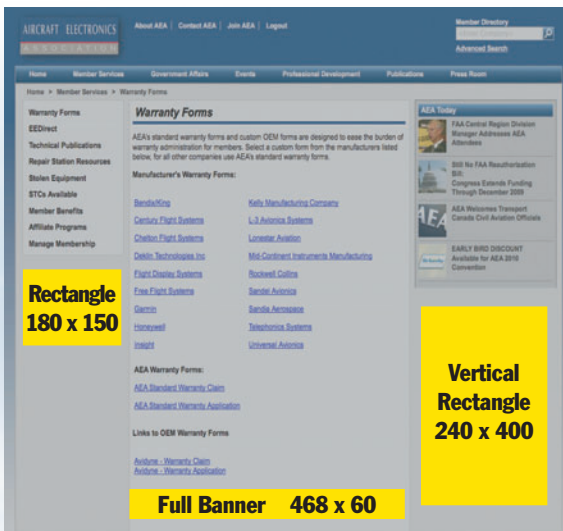 AIRCRAFT ELECTRONICS
ASSOCIATION
About AEA | Contact AEA | Join AEA | Logout
Member Directory
Advanced Search
Home Member Services Government Affairs Events Professional Development Publications Press Room
Home > Member Services > Warranty Forms
Warranty Forms
EEDirect
Technical Publications
Repair Station Resources
Stolen Equipment
STCs Available
Member Benefits
Affiliate Programs
Manage Membership
Rectangle
180 x 150
Warranty Forms
AEA's standard warranty forms and custom OEM forms are designed to ease the burden of
warranty administration for members. Select a custom form from the manufacturers listed
below, for all other companies use AEA's standard warranty forms.
Manufacturer's Warranty Forms:
Bendix/King
Century Flight Systems
Chelton Flight Systems
Deklin Technologies Inc
Flight Display Systems
Free Flight Systems
Garmin
Honeywell
Insight
Kelly Manufacturing Company
L-3 Avionics Systems
Lonestar Aviation
Mid-Continent Instruments Manufacturing
Rockwell Collins
Sandel Avionics
Sandia Aerospace
Telephonics Systems
Universal Avionics
AEA Warranty Forms:
AEA Standard Warranty Claim
AEA Standard Warranty Application
Links to OEM Warranty Forms
Avidyne - Warranty Claim
Avidyne - Warranty Application
Full Banner 468 x 60
AEA Today
FAA Central Region Division
Manager Addresses AEA
Attendees
Still No FAA Reauthorization
Bill:
Congress Extends Funding
Through December 2009
AEA
AEA Welcomes Transport
Canada Civil Aviation Officials
EARLY BIRD DISCOUNT
Available for AEA 2010
Convention
Vertical
Rectangle
240 x 400